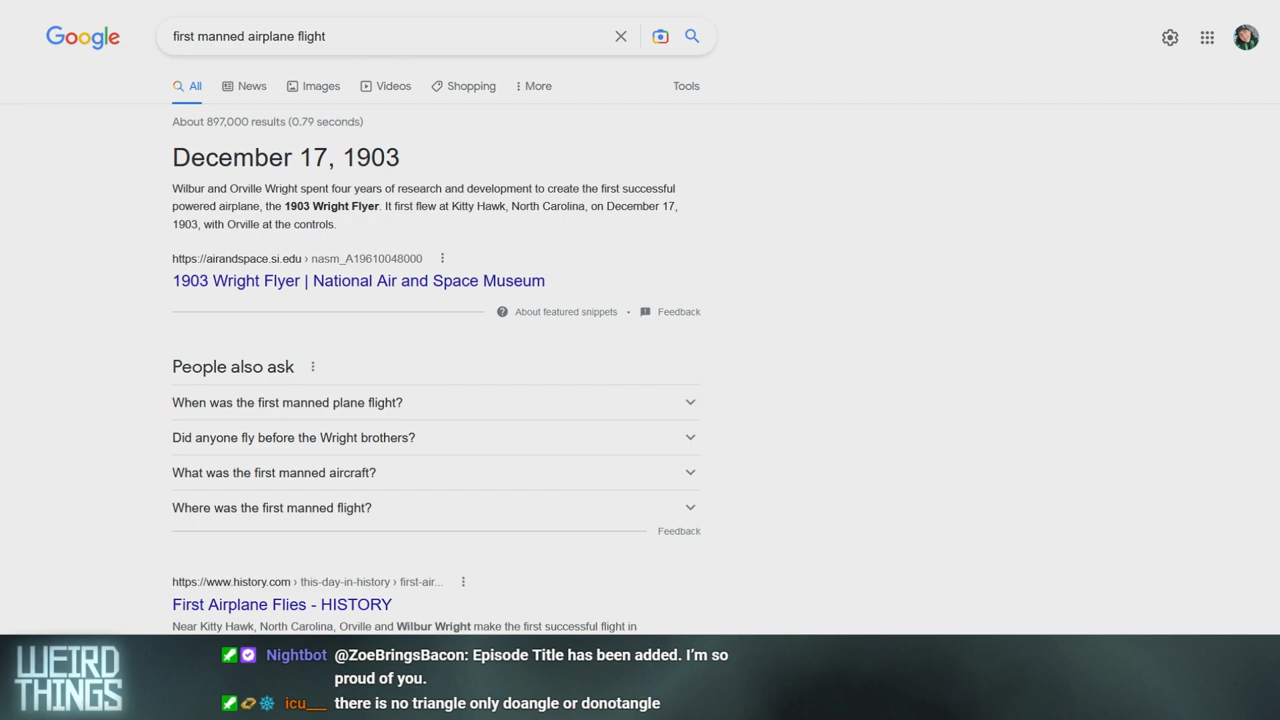 Google
first manned airplane flight
All
News
Images
Videos
Shopping
More
Tools
About 897,000 results (0.79 seconds)
December 17, 1903
Wilbur and Orville Wright spent four years of research and development to create the first successful
powered airplane, the 1903 Wright Flyer. It first flew at Kitty Hawk, North Carolina, on December 17,
1903, with Orville at the controls.
https://airandspace.si.edu › nasm_A19610048000
1903 Wright Flyer | National Air and Space Museum
About featured snippets • Feedback
People also ask
When was the first manned plane flight?
Did anyone fly before the Wright brothers?
What was the first manned aircraft?
Where was the first manned flight?
Feedback
https://www.history.com › this-day-in-history › first-air...
First Airplane Flies - HISTORY
Near Kitty Hawk, North Carolina, Orville and Wilbur Wright make the first successful flight in
WEIRD
THINGS
Nightbot @ZoeBringsBacon: Episode Title has been added. I’m so
proud of you.
icu___ there is no triangle only doangle or donotangle